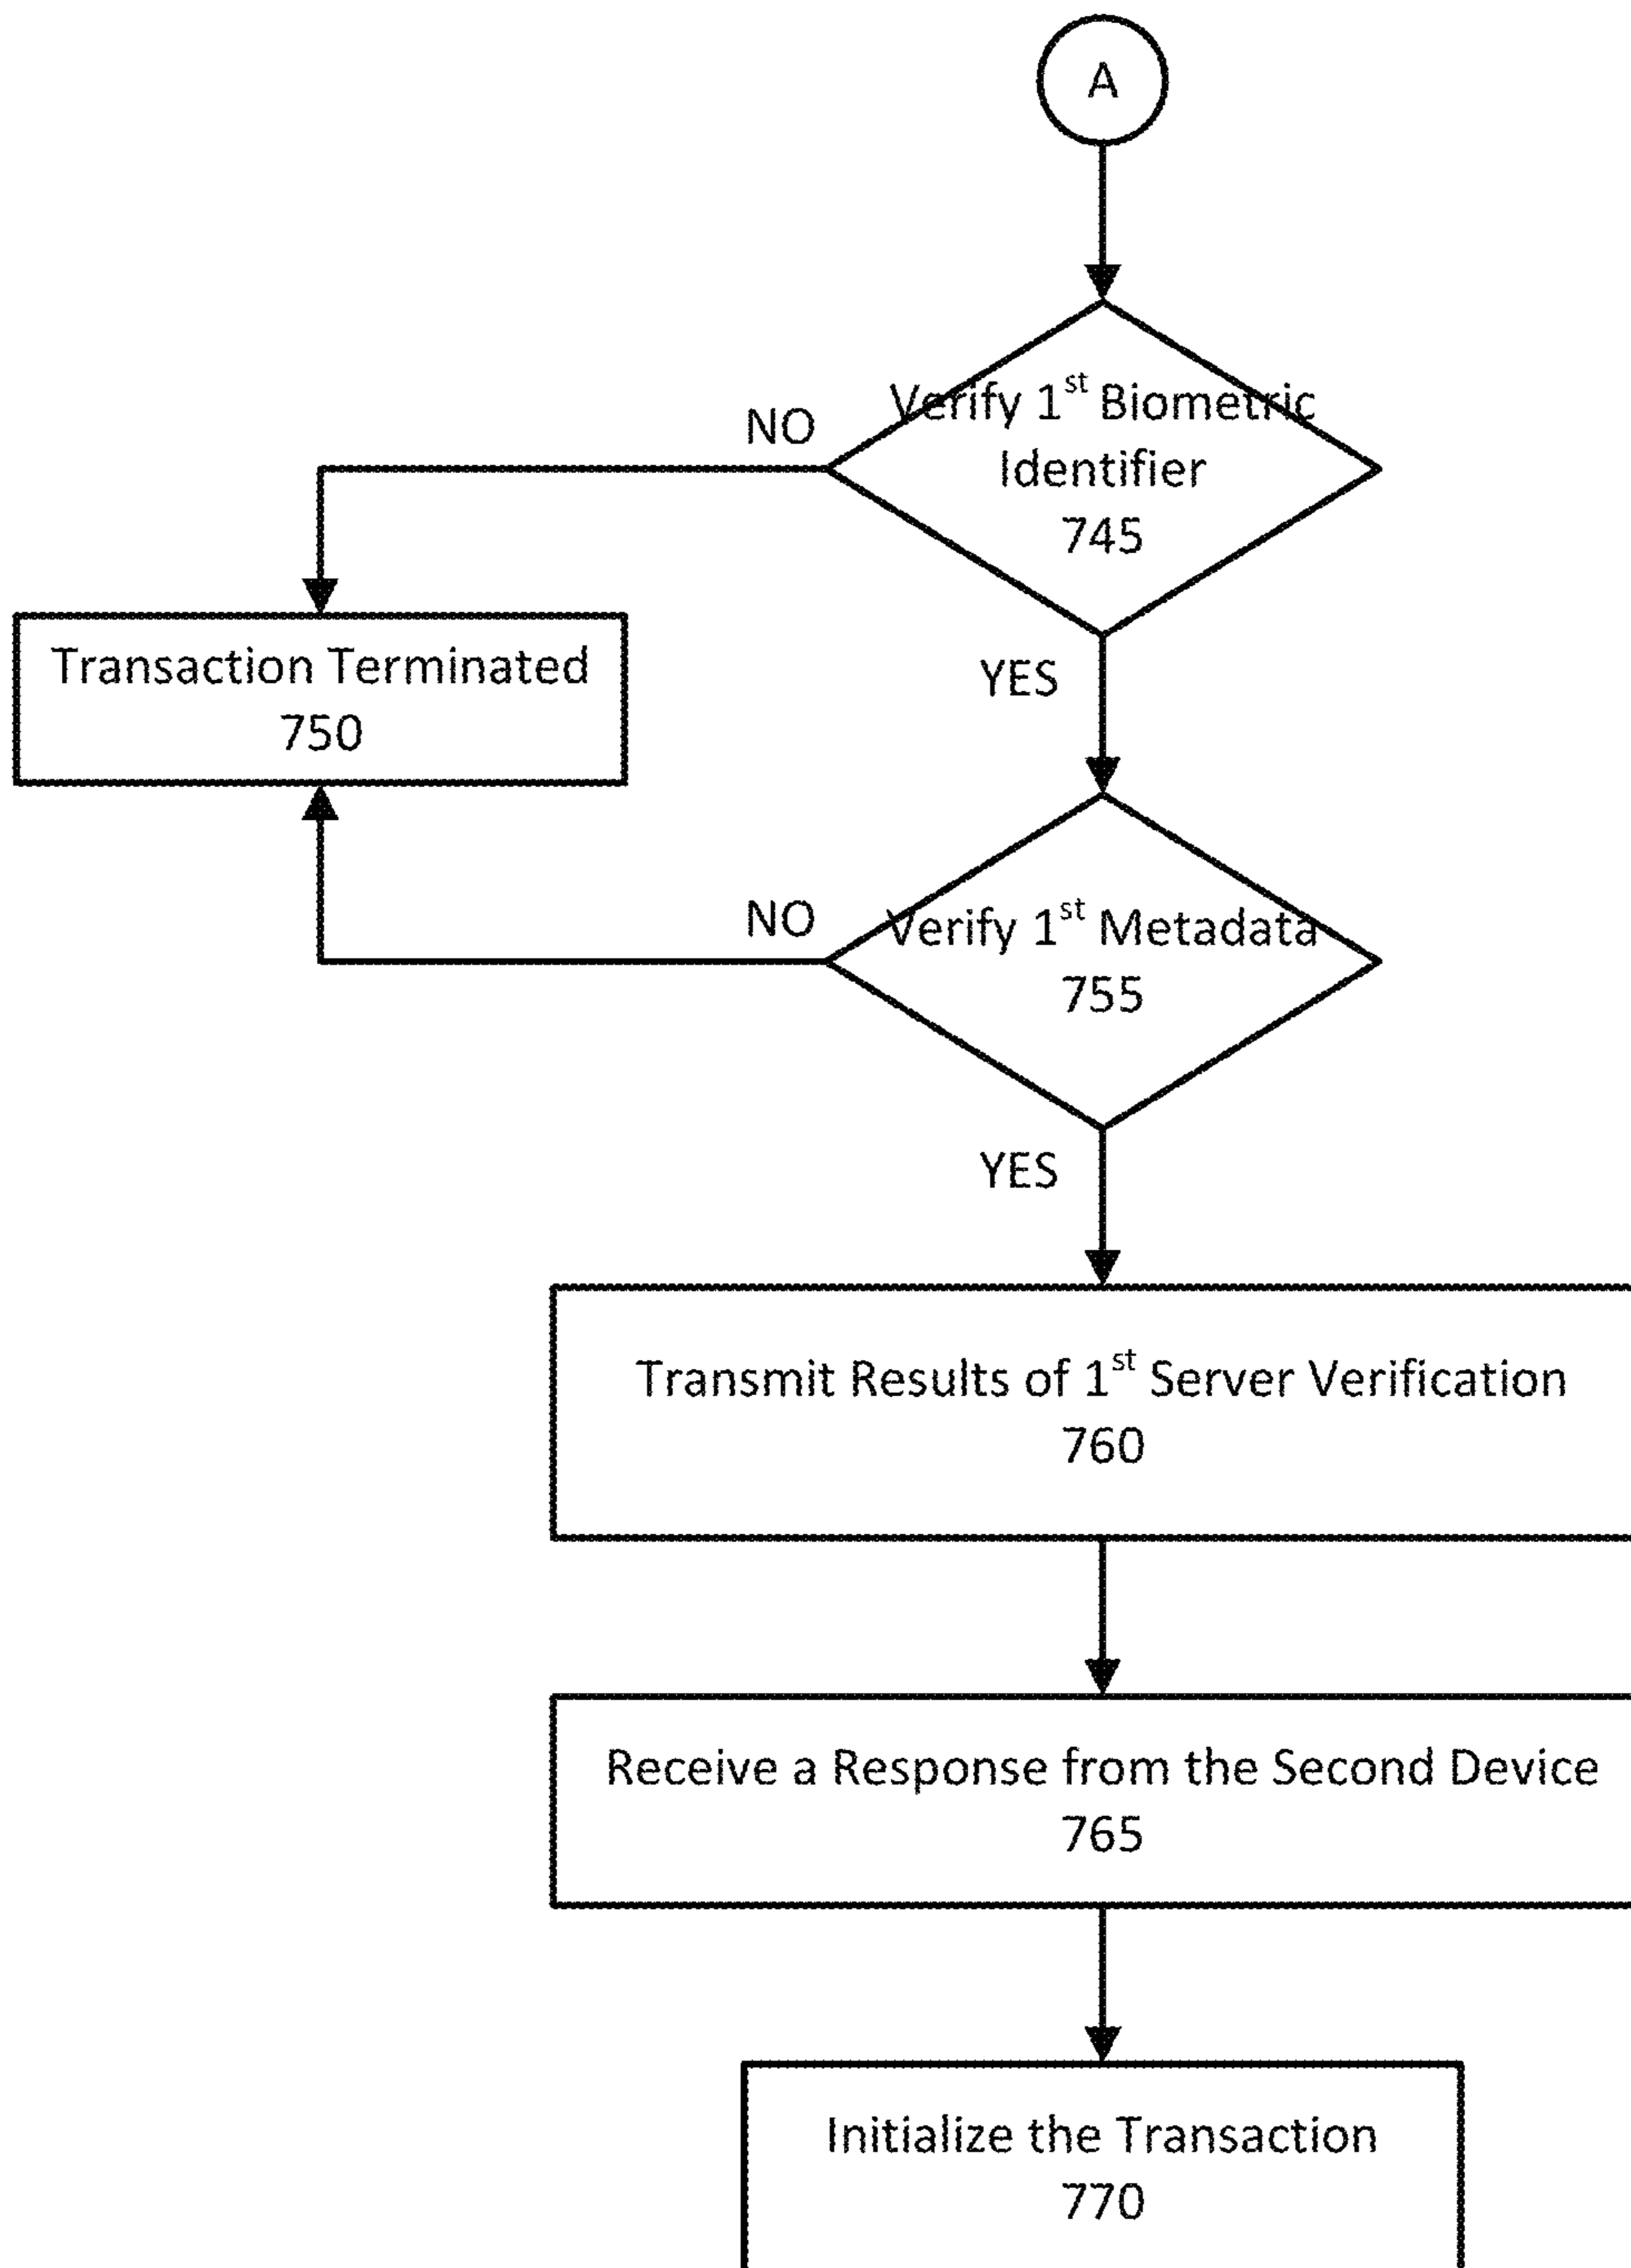 A
Verify 1st Biometric
Identifier
745
NO
Transaction Terminated
750
YES
Verify 1st Metadata
755
NO
YES
Transmit Results of 1st Server Verification
760
Receive a Response from the Second Device
765
Initialize the Transaction
770